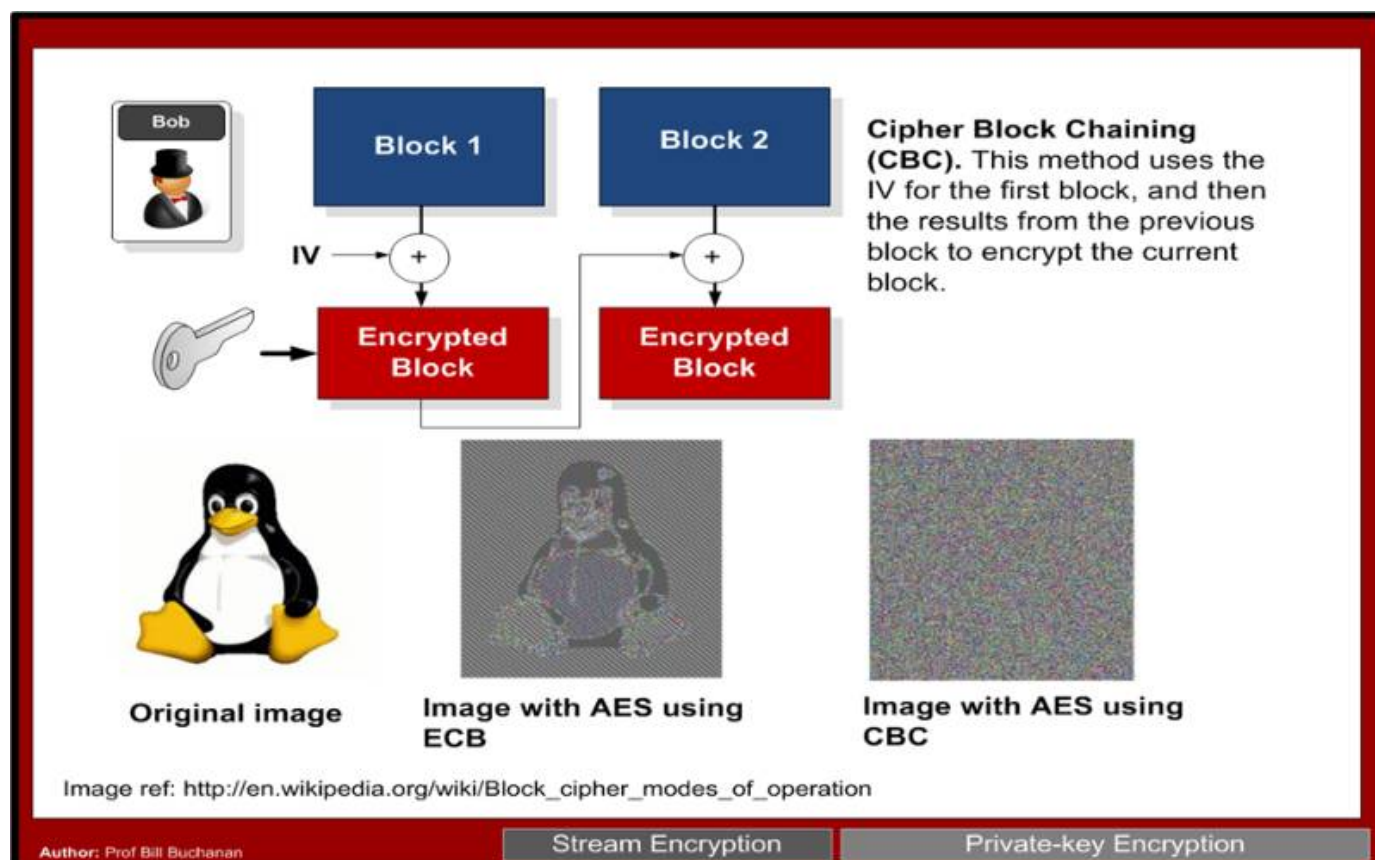 Bob
Block 1
Block 2
Cipher Block Chaining
(CBC). This method uses the
IV for the first block, and then
the results from the previous
block to encrypt the current
block.
IV
+
+
Encrypted
Block
Encrypted
Block
Original image
Image with AES using
ECB
Image with AES using
CBC
Image ref: http://en.wikipedia.org/wiki/Block_cipher_modes_of_operation
Author: Prof Bill Buchanan
Stream Encryption
Private-key Encryption